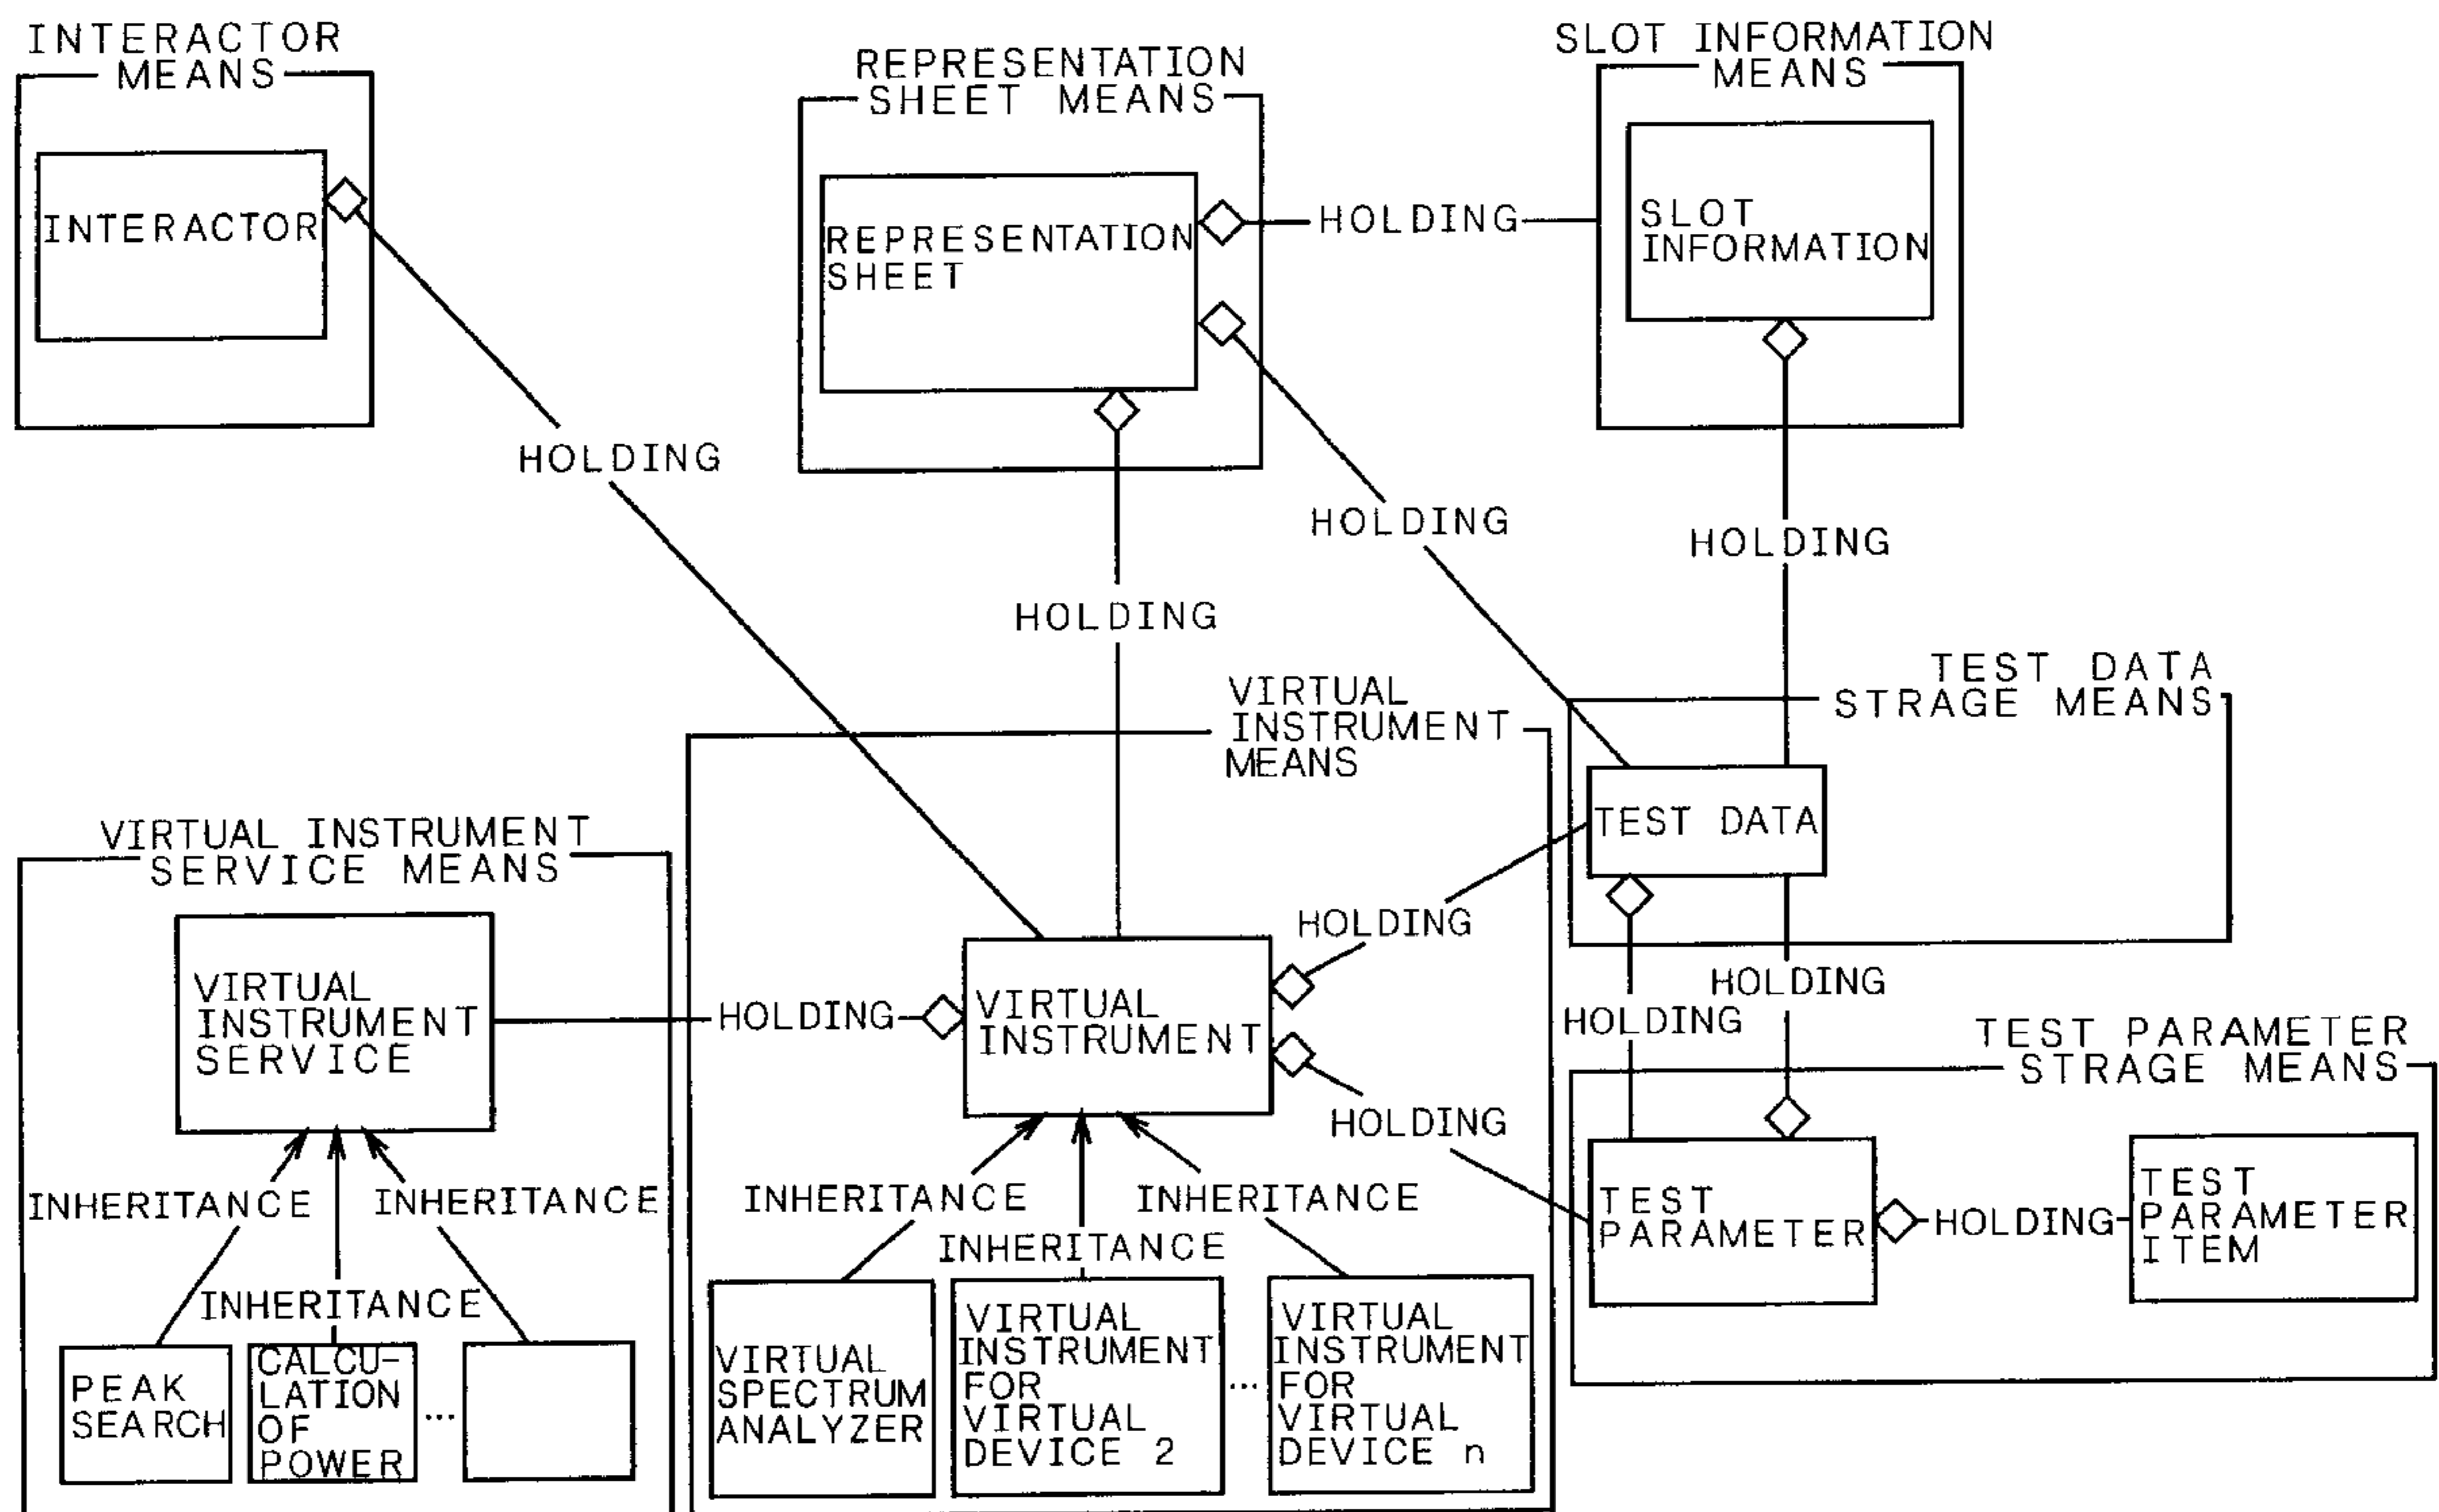 INTERACTOR
MEANS
INTERACTOR
REPRESENTATION
SHEET MEANS
REPRESENTATION
SHEET
HOLDING
SLOT INFORMATION
MEANS
SLOT
INFORMATION
HOLDING
HOLDING
HOLDING
HOLDING
TEST DATA
STRAGE MEANS
TEST DATA
VIRTUAL
INSTRUMENT
MEANS
VIRTUAL INSTRUMENT
SERVICE MEANS
VIRTUAL
INSTRUMENT
SERVICE
HOLDING
VIRTUAL
INSTRUMENT
HOLDING
HOLDING
HOLDING
HOLDING
TEST PARAMETER
STRAGE MEANS
TEST
PARAMETER
HOLDING
TEST
PARAMETER
ITEM
INHERITANCE
INHERITANCE
INHERITANCE
PEAK
SEARCH
CALCU-
LATION
OF
POWER
...
INHERITANCE
INHERITANCE
INHERITANCE
VIRTUAL
SPECTRUM
ANALYZER
VIRTUAL
INSTRUMENT
FOR
VIRTUAL
DEVICE 2
...
VIRTUAL
INSTRUMENT
FOR
VIRTUAL
DEVICE n